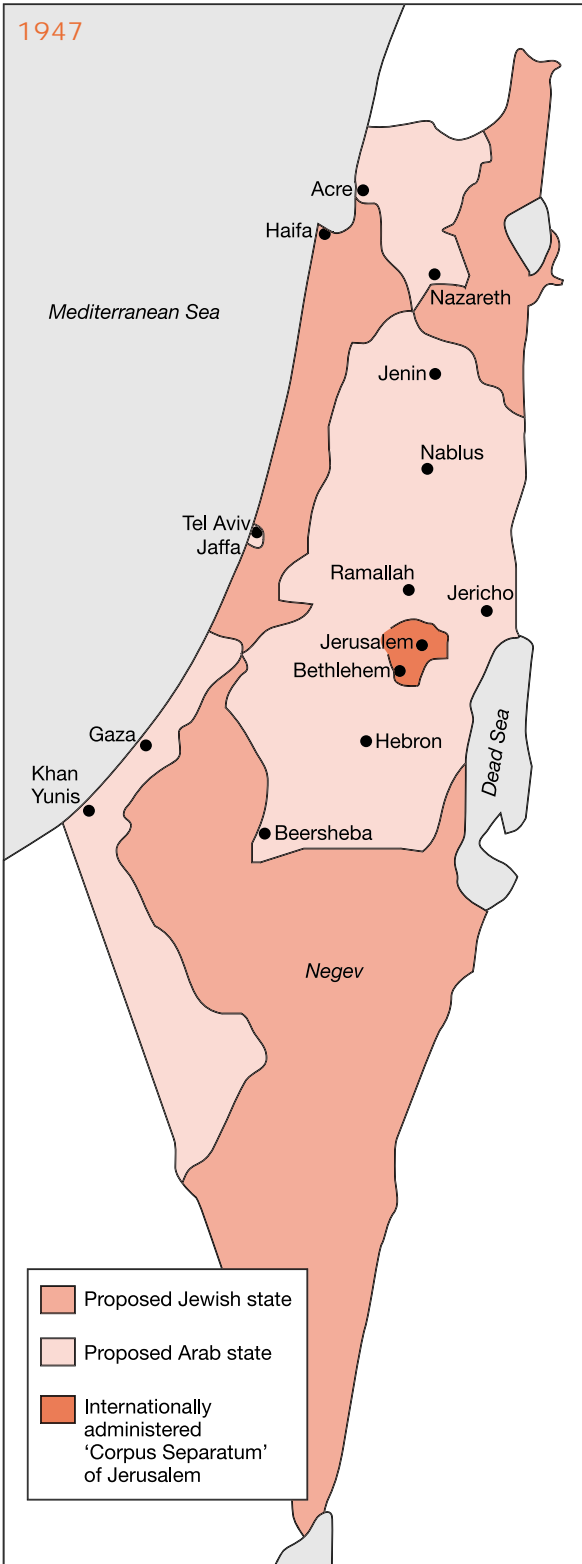 1947
Acre
Haifa
Mediterranean Sea
Nazareth
Jenin
Nablus
Tel Aviv
Jaffa
Ramallah
Jericho
Jerusalem
Bethlehem
Gaza
Hebron
Dead Sea
Khan
Yunis
Beersheba
Negev
Proposed Jewish state
Proposed Arab state
Internationally
administered
‘Corpus Separatum’
of Jerusalem